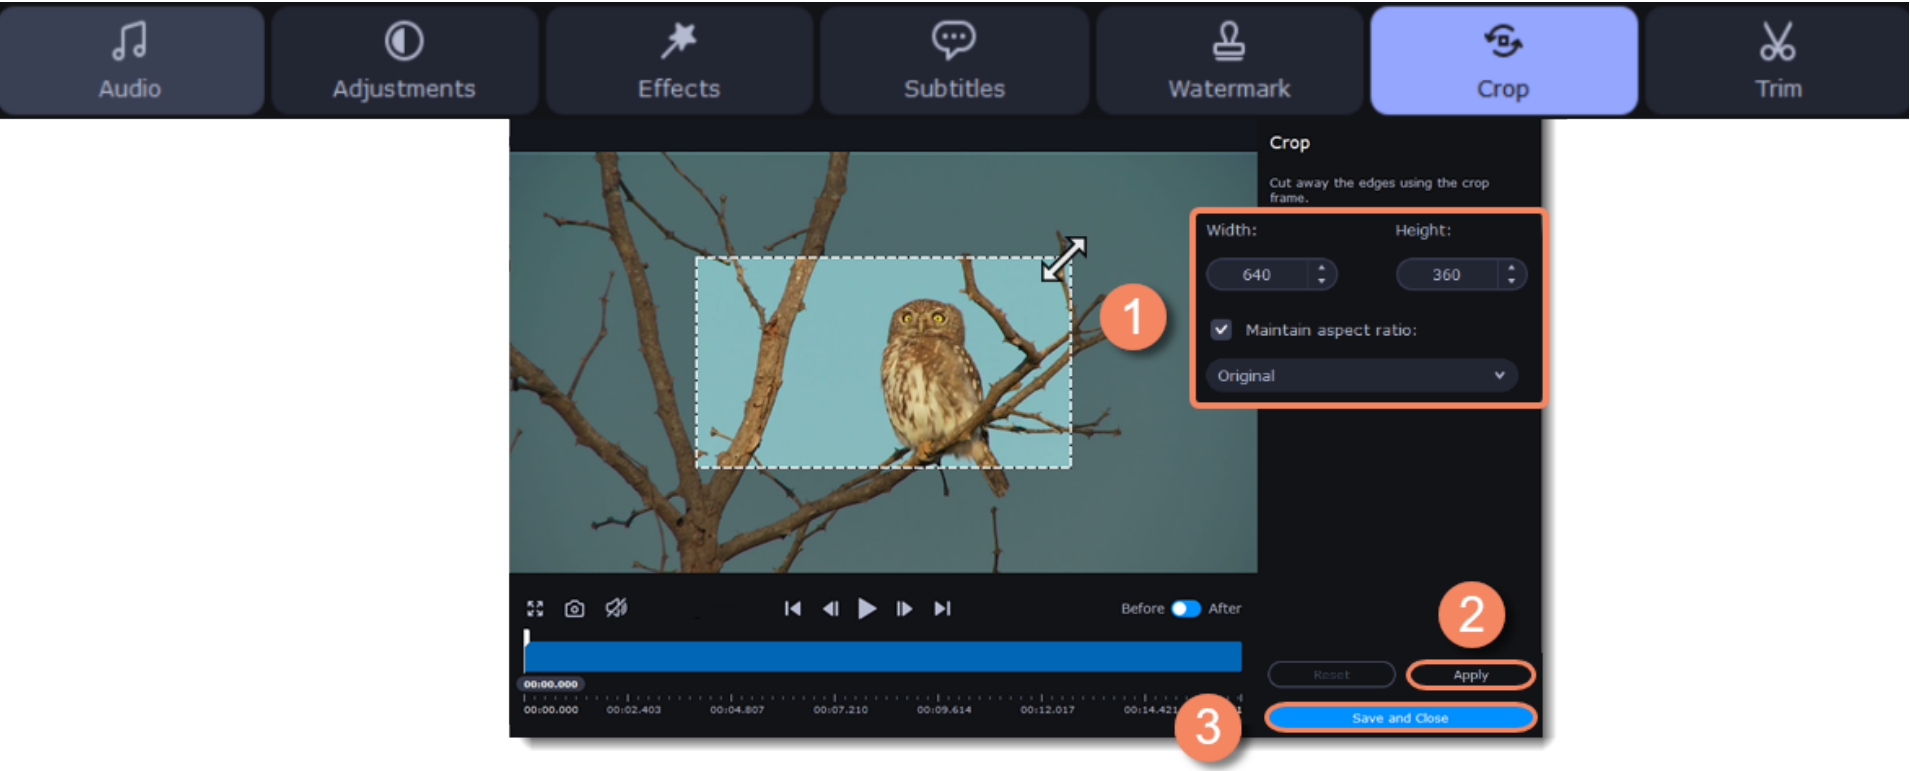 Audio
Adjustments
Effects
Subtitles
Watermark
Crop
Trim
Crop
Cut away the edges using the crop
frame.
Width:
Height:
640
360
1
Maintain aspect ratio:
Original
Before
After
2
00:00.000
00:00.000
00:02.403
00:04.807
00:07.210
00:09.614
00:12.017
00:14.421
Reset
Apply
3
Save and Close